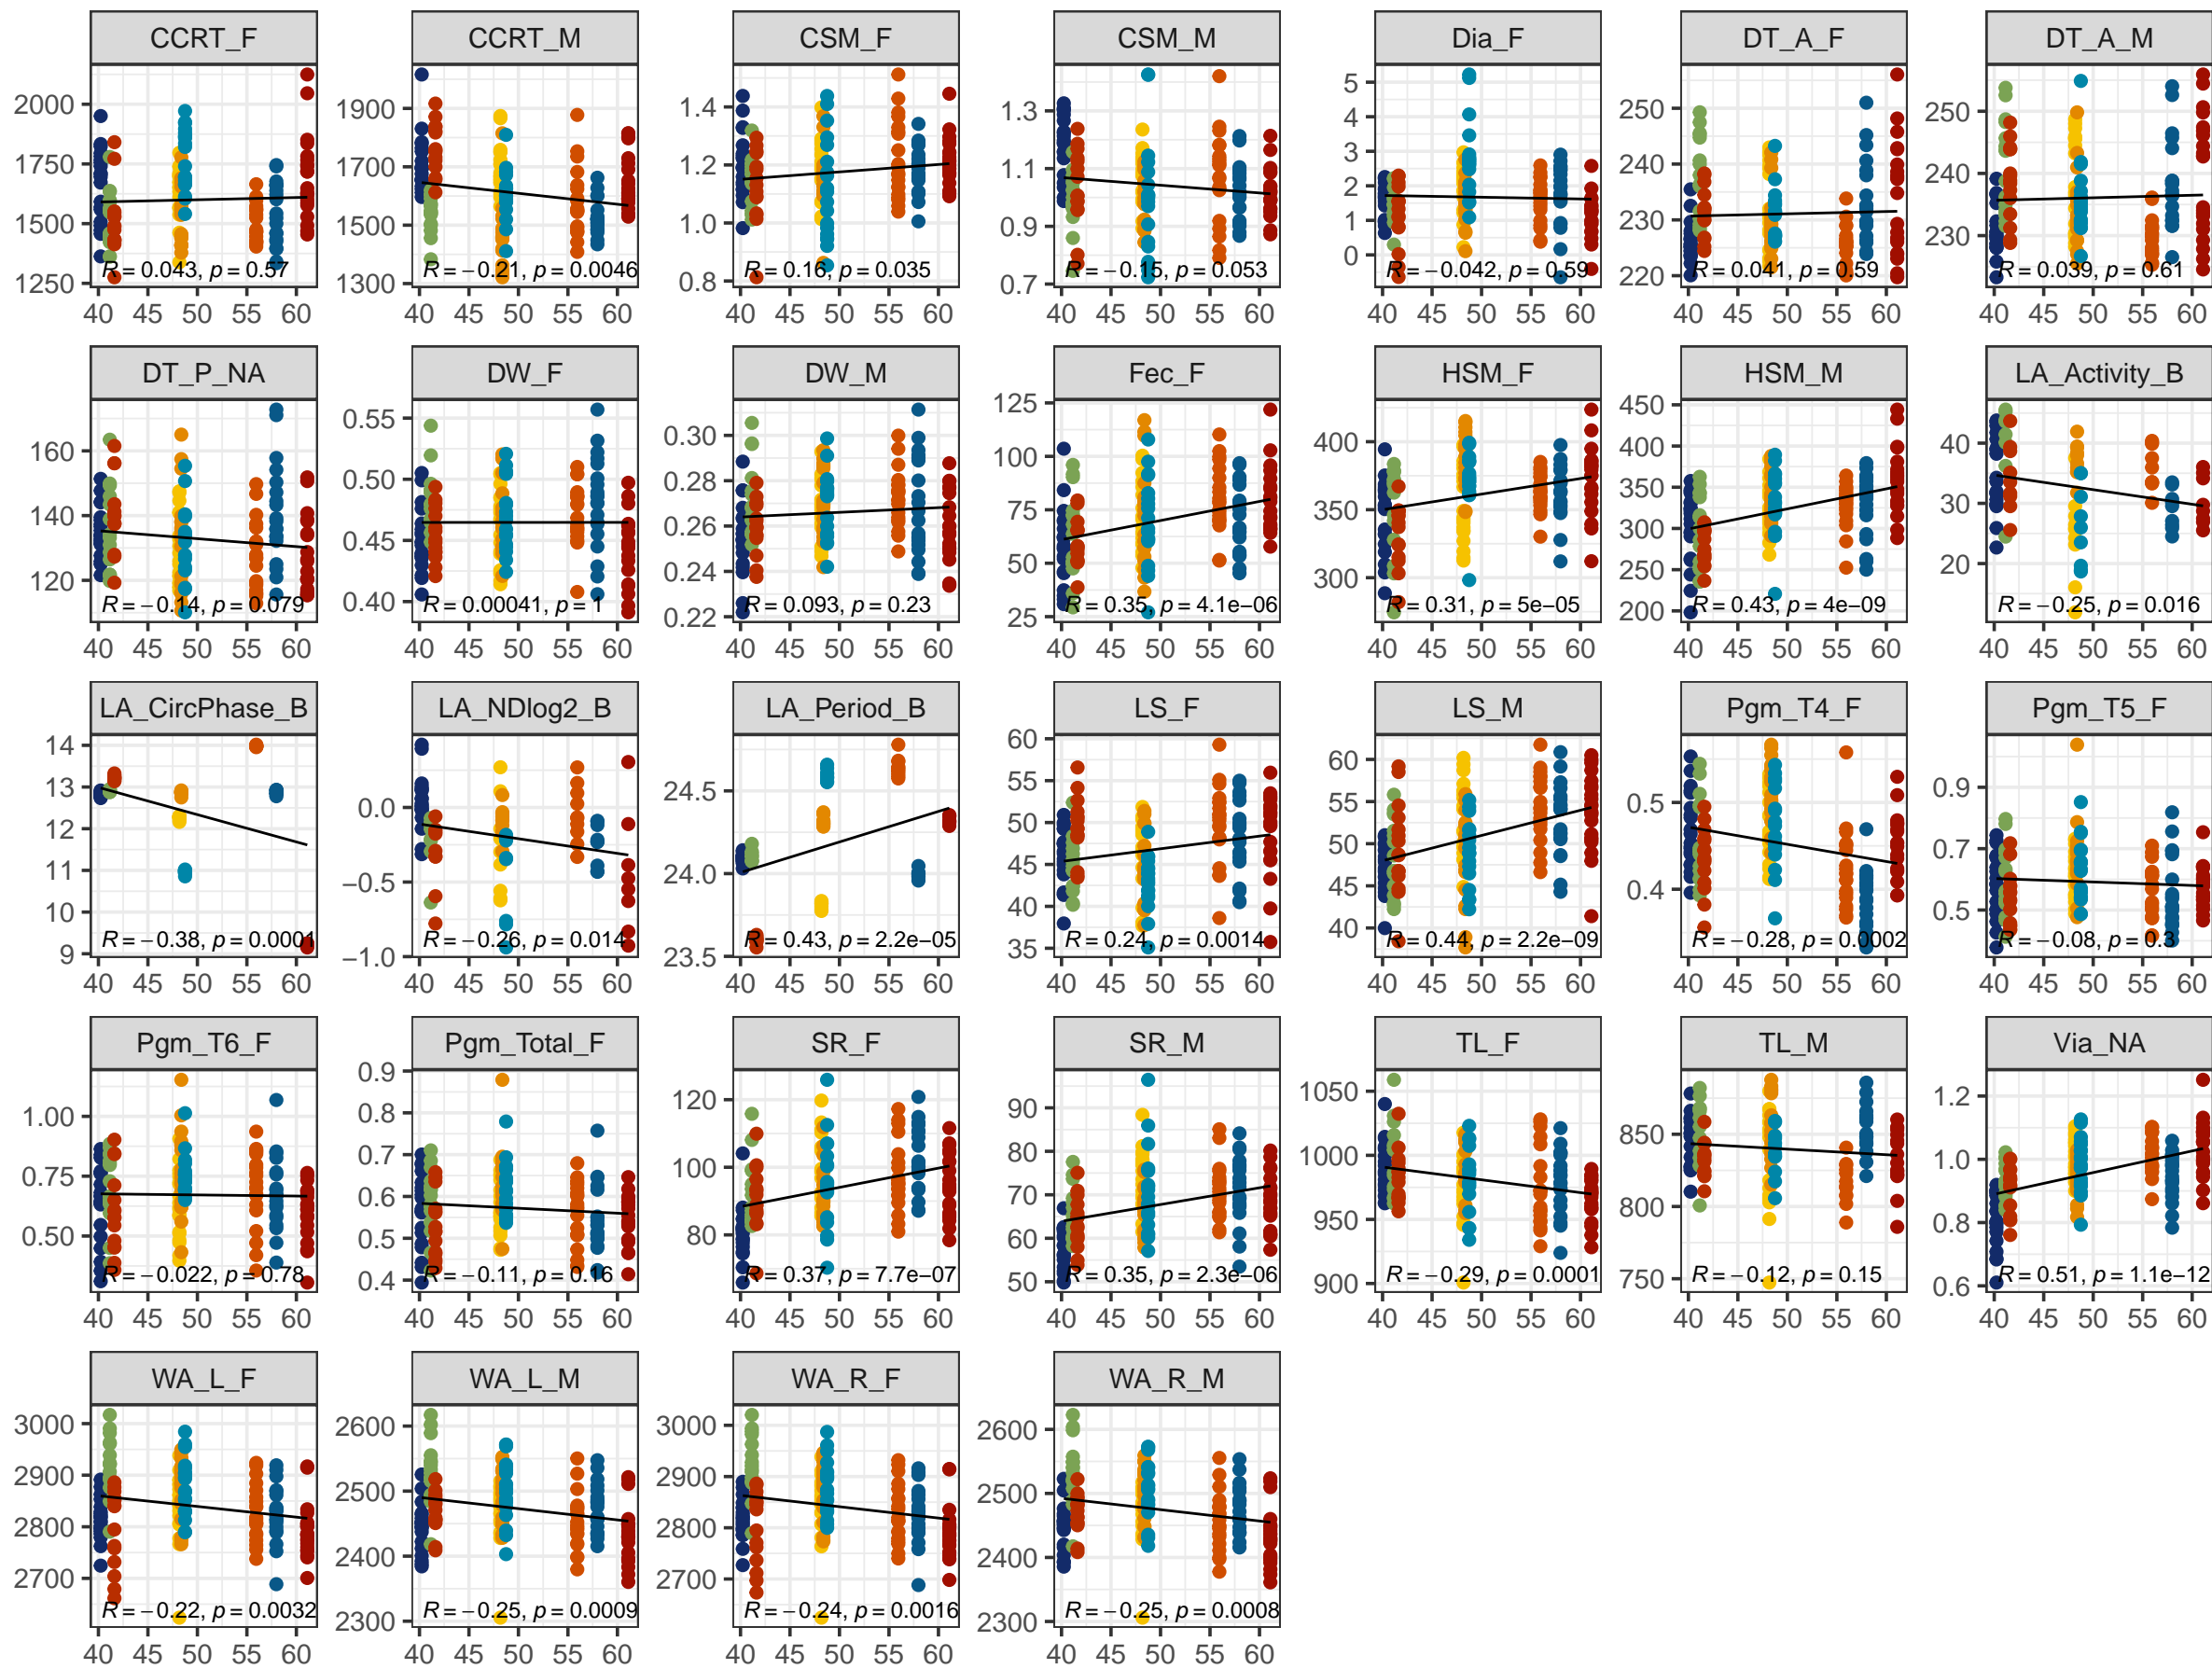 CCRT_F CCRT_M CSM_F CSM_M Dia_F DT_A_F DT_A_M
2000 1750 1500 1250
R = 0.043, p = 0.57
1900 1700 1500 1300
R = −0.21, p = 0.0046
1.4 1.2 1.0 0.8
R = 0.16, p = 0.035
1.3 1.1 0.9 0.7
R = −0.15, p = 0.053
5 4 3 2 1 0
R = −0.042, p = 0.59
250 240 230 220
R = 0.041, p = 0.59
250 240 230
R = 0.039, p = 0.61
40 45 50 55 60 40 45 50 55 60 40 45 50 55 60 40 45 50 55 60 40 45 50 55 60 40 45 50 55 60 40 45 50 55 60
DT_P_NA DW_F DW_M Fec_F HSM_F HSM_M LA_Activity_B
160 140 120
R = −0.14, p = 0.079
0.55 0.50 0.45 0.40
R = 0.00041, p = 1
0.30 0.28 0.26 0.24 0.22
R = 0.093, p = 0.23
125 100 75 50 25
R = 0.35, p = 4.1e−06
400 350 300
R = 0.31, p = 5e−05
450 400 350 300 250 200
R = 0.43, p = 4e−09
40 30 20
R = −0.25, p = 0.016
40 45 50 55 60 40 45 50 55 60 40 45 50 55 60 40 45 50 55 60 40 45 50 55 60 40 45 50 55 60 40 45 50 55 60
LA_CircPhase_B LA_NDlog2_B LA_Period_B LS_F LS_M Pgm_T4_F Pgm_T5_F
14 13 12 11 10 9
R = −0.38, p = 0.0001
0.0 −0.5 −1.0
R = −0.26, p = 0.014
24.5 24.0 23.5
R = 0.43, p = 2.2e−05
60 55 50 45 40 35
R = 0.24, p = 0.0014
60 55 50 45 40
R = 0.44, p = 2.2e−09
0.5 0.4
R = −0.28, p = 0.0002
0.9 0.7 0.5
R = −0.08, p = 0.3
40 45 50 55 60 40 45 50 55 60 40 45 50 55 60 40 45 50 55 60 40 45 50 55 60 40 45 50 55 60 40 45 50 55 60
Pgm_T6_F Pgm_Total_F SR_F SR_M TL_F TL_M Via_NA
1.00 0.75 0.50
R = −0.022, p = 0.78
0.9 0.8 0.7 0.6 0.5 0.4
R = −0.11, p = 0.16
120 100 80
R = 0.37, p = 7.7e−07
90 80 70 60 50
R = 0.35, p = 2.3e−06
1050 1000 950 900
R = −0.29, p = 0.0001
850 800 750
R = −0.12, p = 0.15
1.2 1.0 0.8 0.6
R = 0.51, p = 1.1e−12
40 45 50 55 60 40 45 50 55 60 40 45 50 55 60 40 45 50 55 60 40 45 50 55 60 40 45 50 55 60 40 45 50 55 60
WA_L_F WA_L_M WA_R_F WA_R_M
3000 2900 2800 2700
R = −0.22, p = 0.0032
2600 2500 2400 2300
R = −0.25, p = 0.0009
3000 2900 2800 2700
R = −0.24, p = 0.0016
2600 2500 2400 2300
R = −0.25, p = 0.0008
40 45 50 55 60 40 45 50 55 60 40 45 50 55 60 40 45 50 55 60